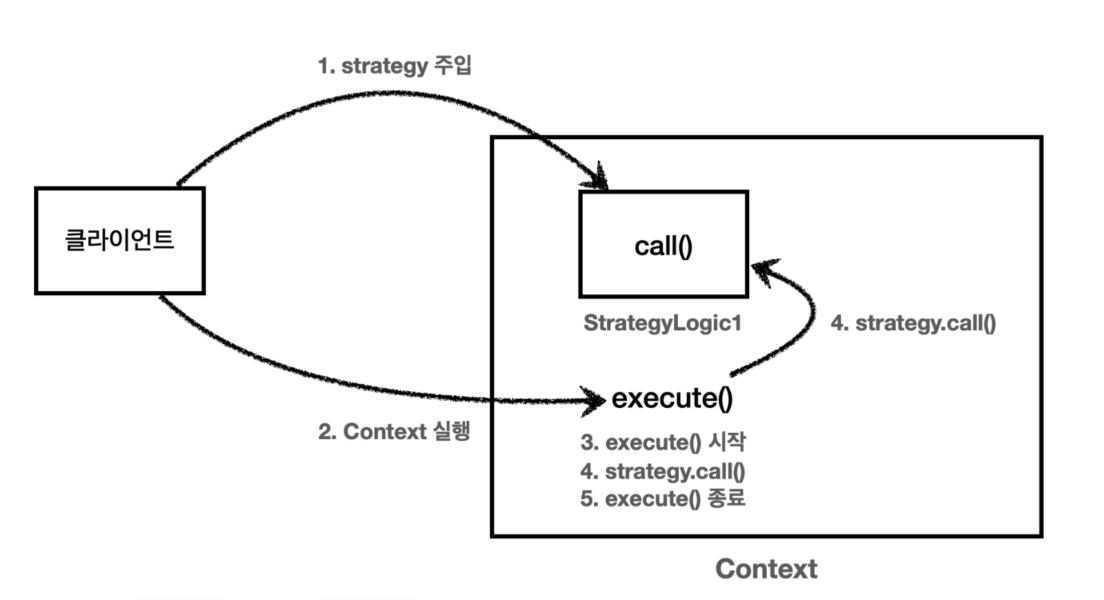 1. strategy 주입
클라이언트
call()
StrategyLogic1
4. strategy.call()
execute()
2. Context 실행
3. execute() 시작
4. strategy.call()
5. execute() 종료
Context